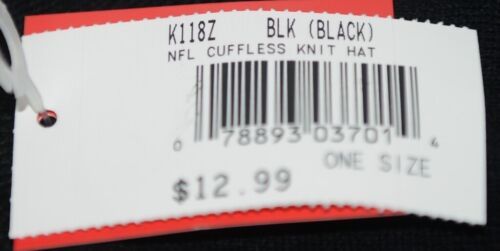 K118Z BLK (BLACK)
NFL CUFFLESS KNIT HAT
0 78893 03701 4
ONE SIZE
$12.99